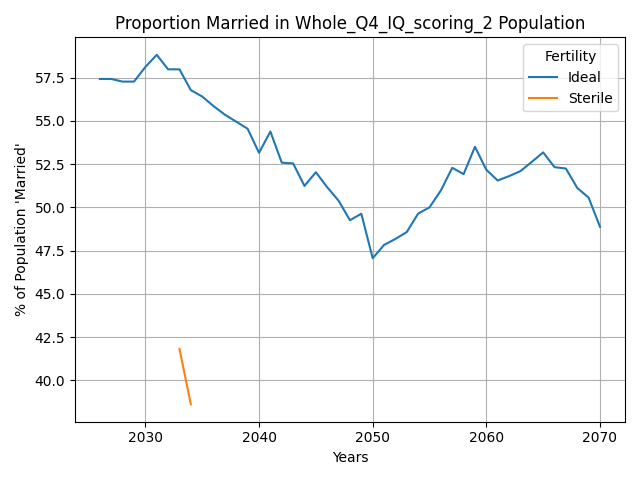 Proportion Married in Whole_Q4_IQ_scoring_2 Population
% of Population 'Married'
57.5
55.0
52.5
50.0
47.5
45.0
42.5
40.0
Fertility
Ideal
Sterile
2030
2040
2050
2060
2070
Years